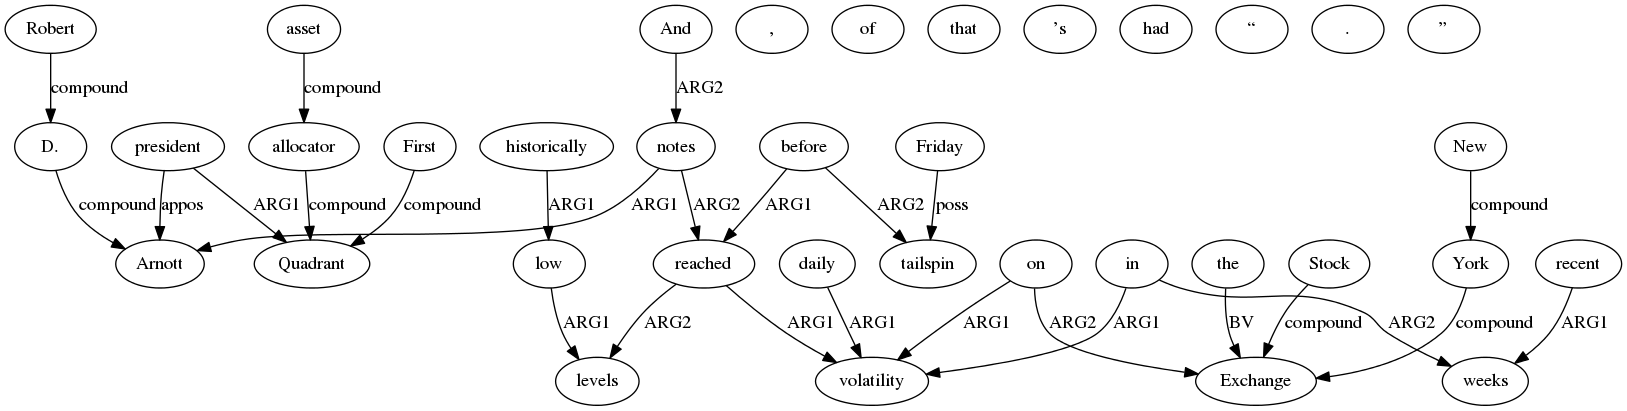 Robert asset And , of that ’s had “ . ”
compound compound ARG2
D. president allocator First historically notes before Friday New
compound appos ARG1 compound compound ARG1 ARG1 ARG2 ARG1 ARG2 poss compound
Arnott Quadrant low reached daily tailspin on in the Stock York recent
ARG1 ARG2 ARG1 ARG1 ARG1 ARG2 ARG1 BV compound ARG2 compound ARG1
levels volatility Exchange weeks